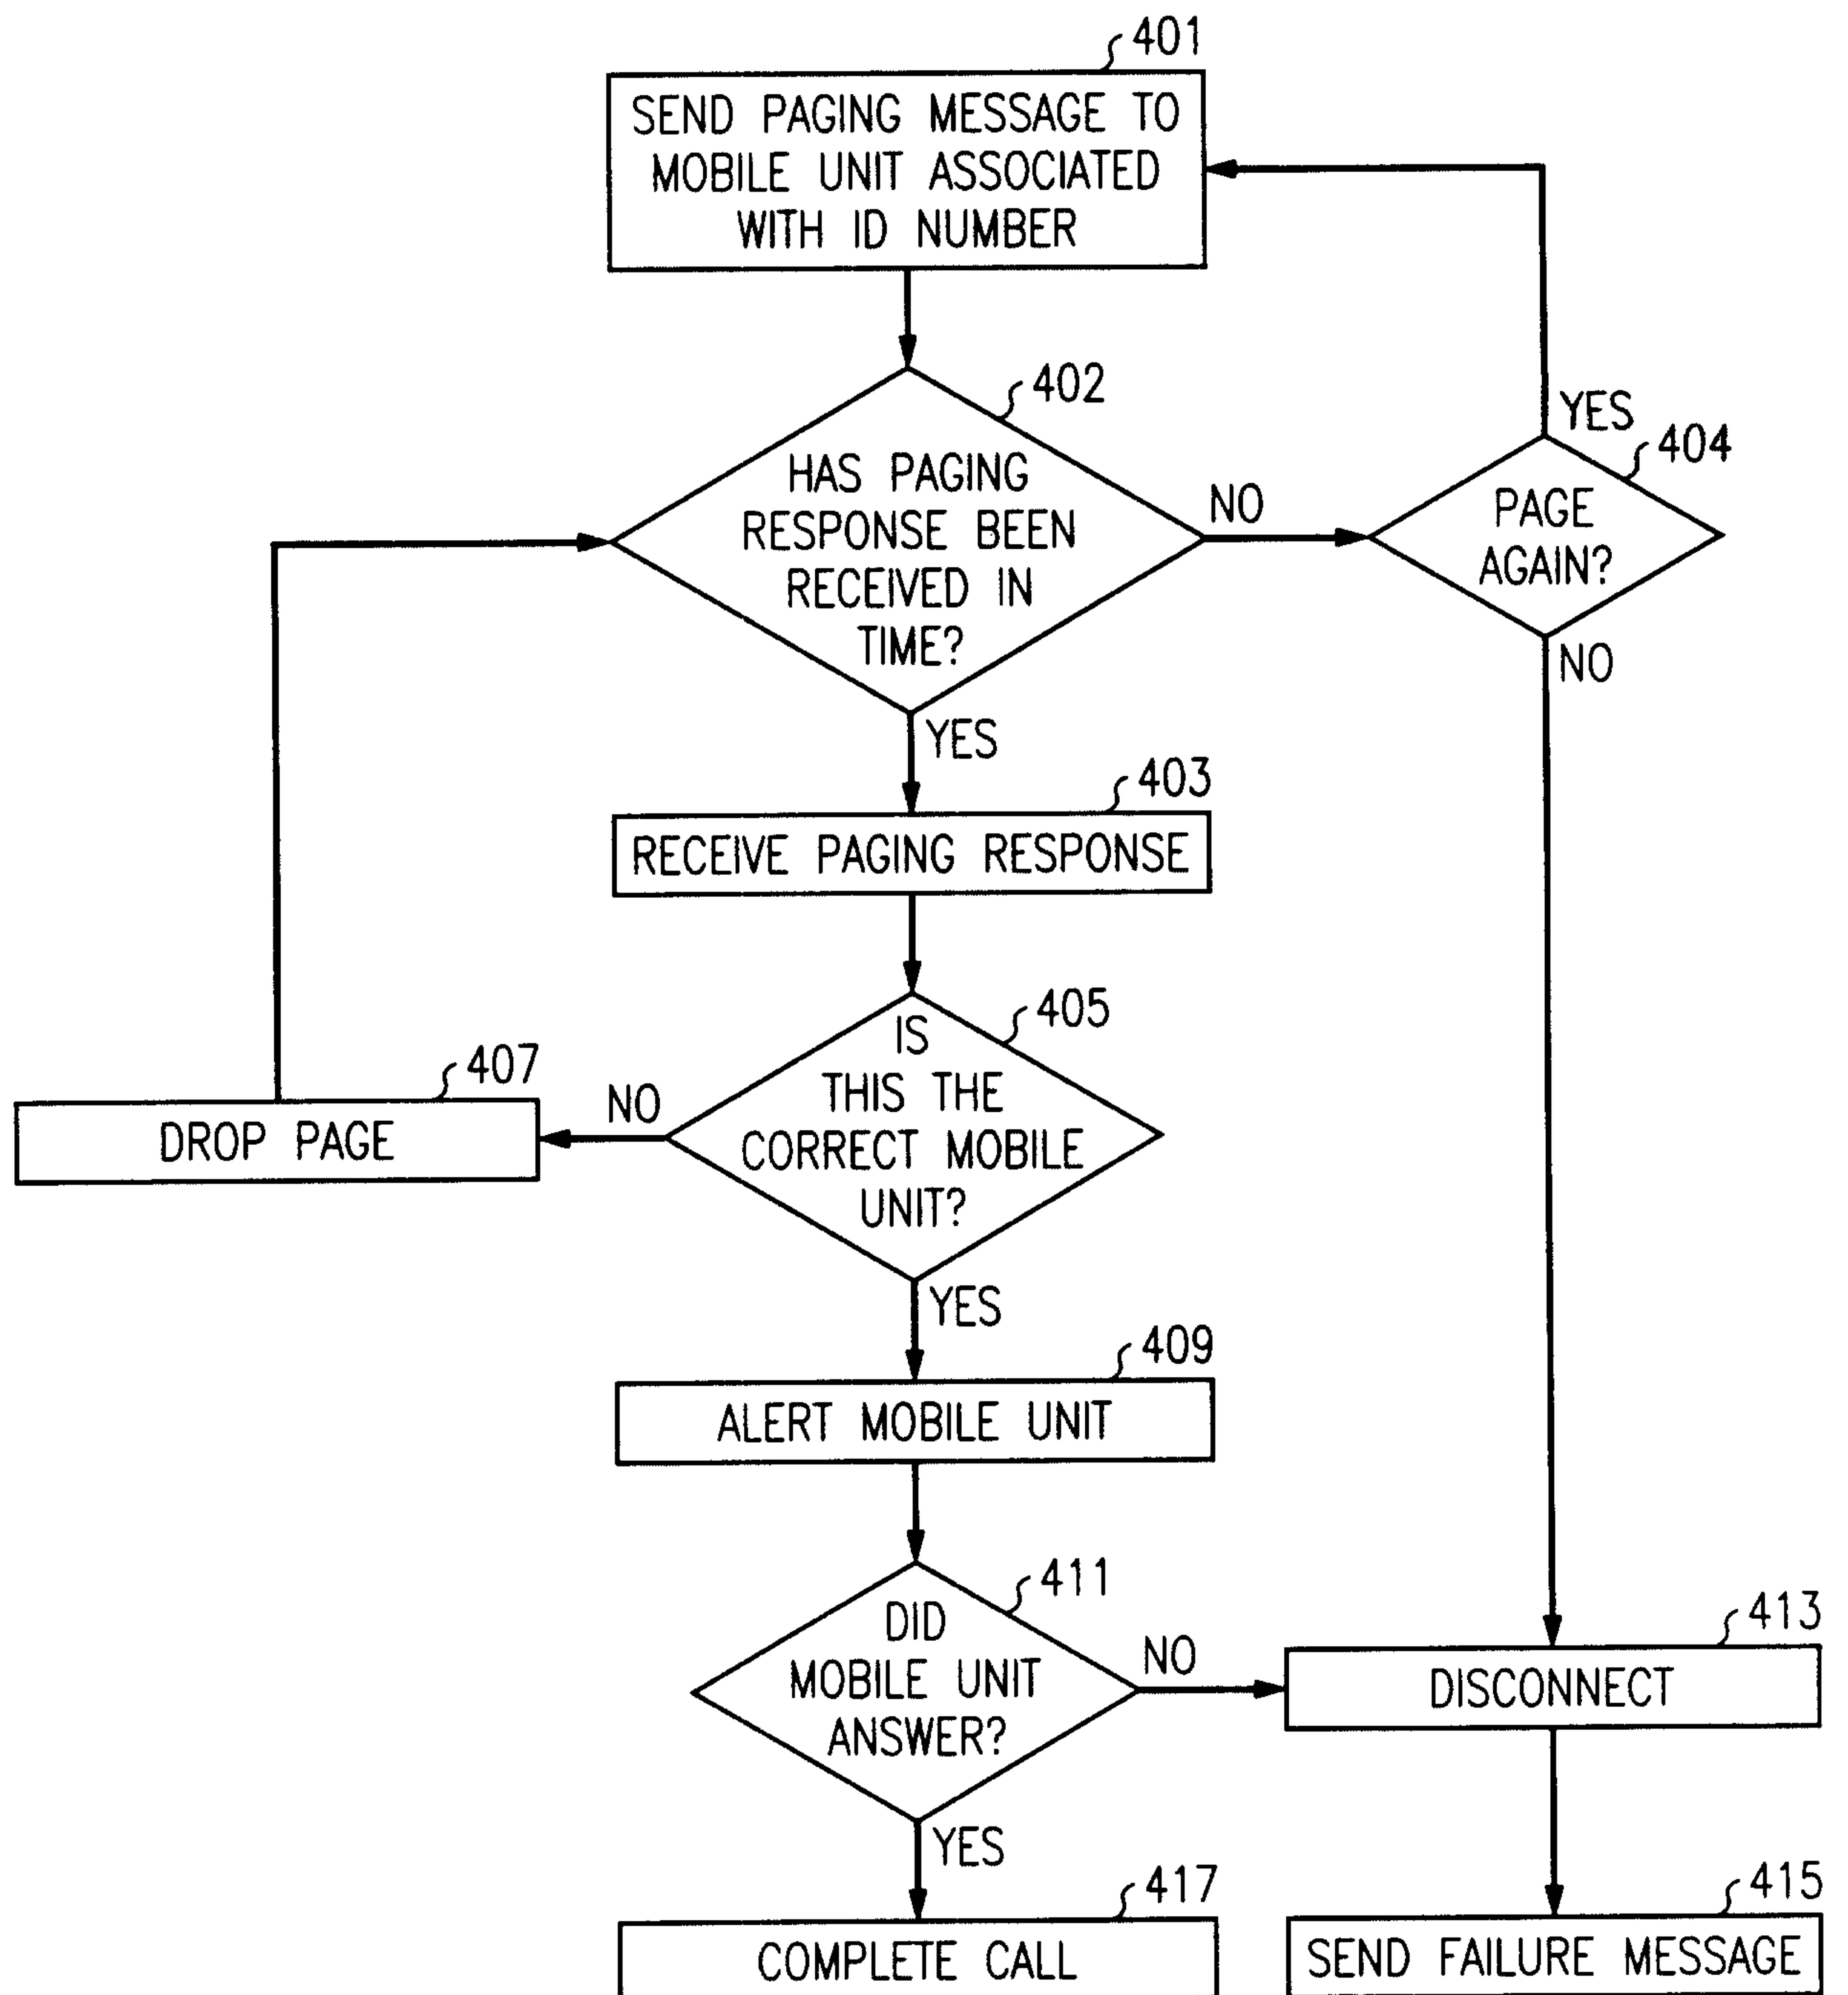 401
SEND PAGING MESSAGE TO
MOBILE UNIT ASSOCIATED
WITH ID NUMBER
402
HAS PAGING
RESPONSE BEEN
RECEIVED IN
TIME?
NO
YES
404
PAGE
AGAIN?
YES
NO
403
RECEIVE PAGING RESPONSE
405
IS
THIS THE
CORRECT MOBILE
UNIT?
NO
407
DROP PAGE
YES
409
ALERT MOBILE UNIT
411
DID
MOBILE UNIT
ANSWER?
NO
413
DISCONNECT
YES
417
COMPLETE CALL
415
SEND FAILURE MESSAGE